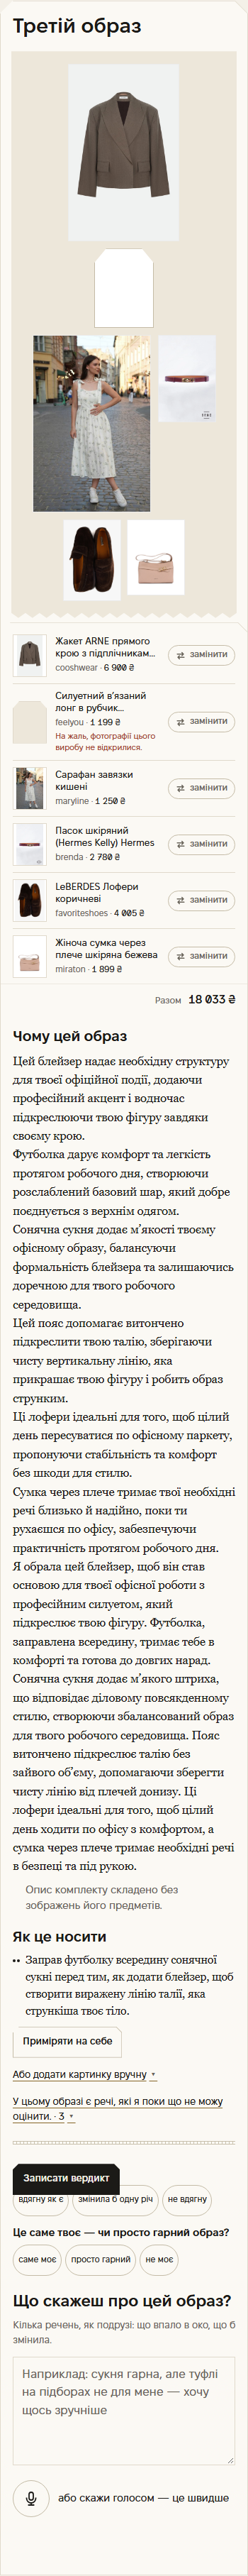 Третій образ
Жакет ARNE прямого
крою з підплічникам...
cooshwear · 6 900 ₴
замінити
Силуетний в'язаний
лонг в рубчик...
feelyou · 1 199 ₴
На жаль, фотографії цього
виробу не відкрилися.
замінити
Сарафан завязки
кишені
maryline · 1 250 ₴
замінити
Пасок шкіряний
(Hermes Kelly) Hermes
brenda · 2 780 ₴
замінити
LeBERDES Лофери
коричневі
favoriteshoes · 4 005 ₴
замінити
Жіноча сумка через
плече шкіряна бежева
miraton · 1 899 ₴
замінити
Разом 18 033 ₴
Чому цей образ
Цей блейзер надає необхідну структуру
для твоєї офіційної події, додаючи
професійний акцент і водночас
підкреслюючи твою фігуру завдяки
своєму крою.
Футболка дарує комфорт та легкість
протягом робочого дня, створюючи
розслаблений базовий шар, який добре
поєднується з верхнім одягом.
Сонячна сукня додає м'якості твоєму
офісному образу, балансуючи
формальність блейзера та залишаючись
доречною для твого робочого
середовища.
Цей пояс допомагає витончено
підкреслити твою талію, зберігаючи
чисту вертикальну лінію, яка
прикрашає твою фігуру і робить образ
струнким.
Ці лофери ідеальні для того, щоб цілий
день пересуватися по офісному паркету,
пропонуючи стабільність та комфорт
без шкоди для стилю.
Сумка через плече тримає твої необхідні
речі близько й надійно, поки ти
рухаєшся по офісу, забезпечуючи
практичність протягом робочого дня.
Я обрала цей блейзер, щоб він став
основою для твоєї офісної роботи з
професійним силуетом, який
підкреслює твою фігуру. Футболка,
заправлена всередину, тримає тебе в
комфорті та готова до довгих нарад.
Сонячна сукня додає м'якого штриха,
що відповідає діловому повсякденному
стилю, створюючи збалансований образ
для твого робочого середовища. Пояс
витончено підкреслює талію без
зайвого об'єму, допомагаючи зберегти
чисту лінію від плечей донизу. Ці
лофери ідеальні для того, щоб цілий
день ходити по офісу з комфортом, а
сумка через плече тримає необхідні речі
в безпеці та під рукою.
Опис комплекту складено без
зображень його предметів.
Як це носити
Заправ футболку всередину сонячної
сукні перед тим, як додати блейзер, щоб
створити виражену лінію талії, яка
стрункіша твоє тіло.
Приміряти на себе
Або додати картинку вручну
У цьому образі є речі, які я поки що не можу
оцінити. · 3
Записати вердикт
вдягну як є
змінила б одну річ
не вдягну
Це саме твоє — чи просто гарний образ?
саме моє
просто гарний
не моє
Що скажеш про цей образ?
Кілька речень, як подрузі: що впало в око, що б
змінила.
Наприклад: сукня гарна, але туфлі
на підборах не для мене — хочу
щось зручніше
або скажи голосом — це швидше